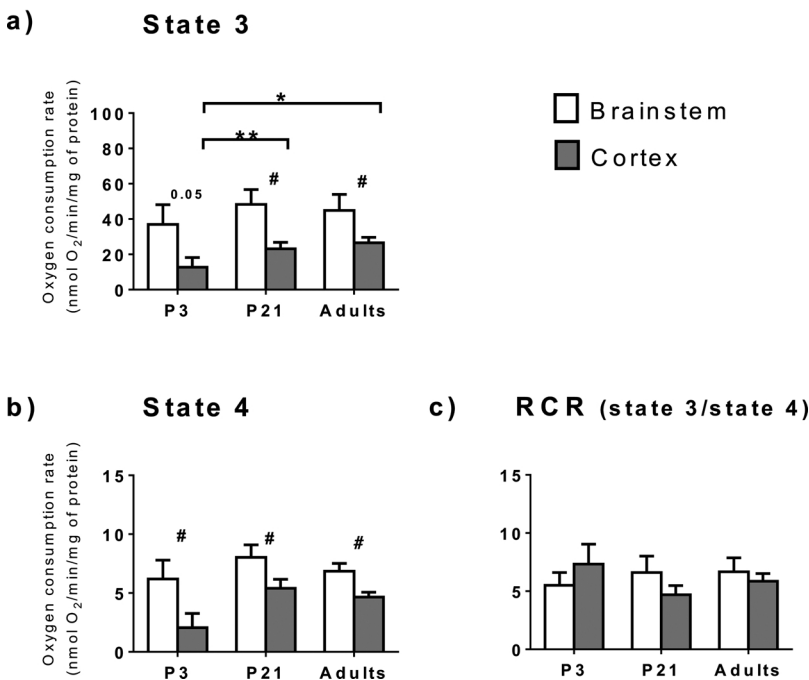 a) State 3
Oxygen consumption rate
(nmol O2/min/mg of protein)
100
80
60
40
20
0
*
**
0.05
#
#
P3 P21 Adults
Brainstem
Cortex
b) State 4
Oxygen consumption rate
(nmol O2/min/mg of protein)
15
10
5
0
#
#
#
P3 P21 Adults
c) RCR (state 3/state 4)
15
10
5
0
P3 P21 Adults